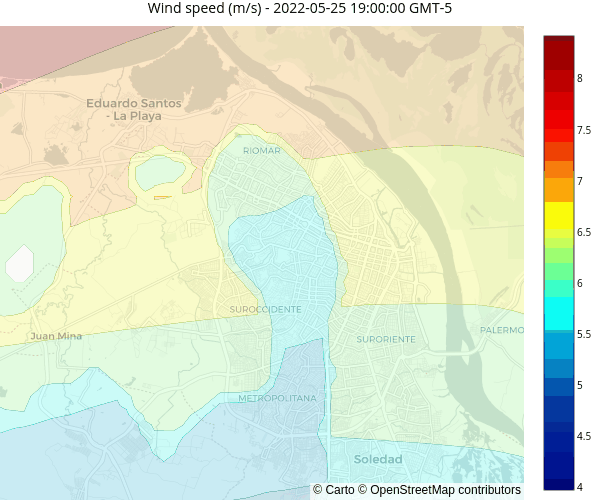 Wind speed (m/s) - 2022-05-25 19:00:00 GMT-5
Eduardo Santos
- La Playa
RIOMAR
SUROCCIDENTE
Juan Mina
SURORIENTE
PALERMO
METROPOLITANA
Soledad
© Carto © OpenStreetMap contributors
8
7.5
7
6.5
6
5.5
5
4.5
4